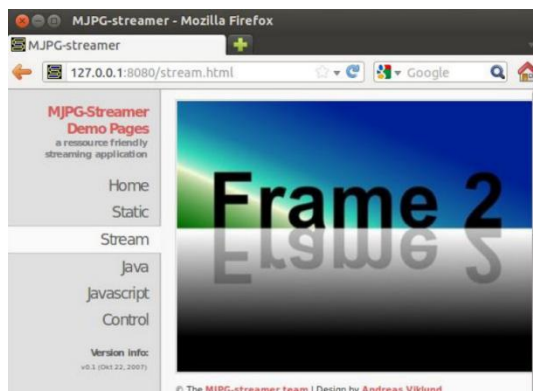 MJPG-streamer - Mozilla Firefox
MJPG-streamer
127.0.0.1:8080/stream.html
Google
MJPG-Streamer
Demo Pages
a ressource friendly
streaming application
Home
Static
Stream
Java
Javascript
Control
Version info:
v0.1 (Okt 22, 2007)
Frame 2
Frame 2
© The MJPG-streamer team | Design by Andreas Viklund